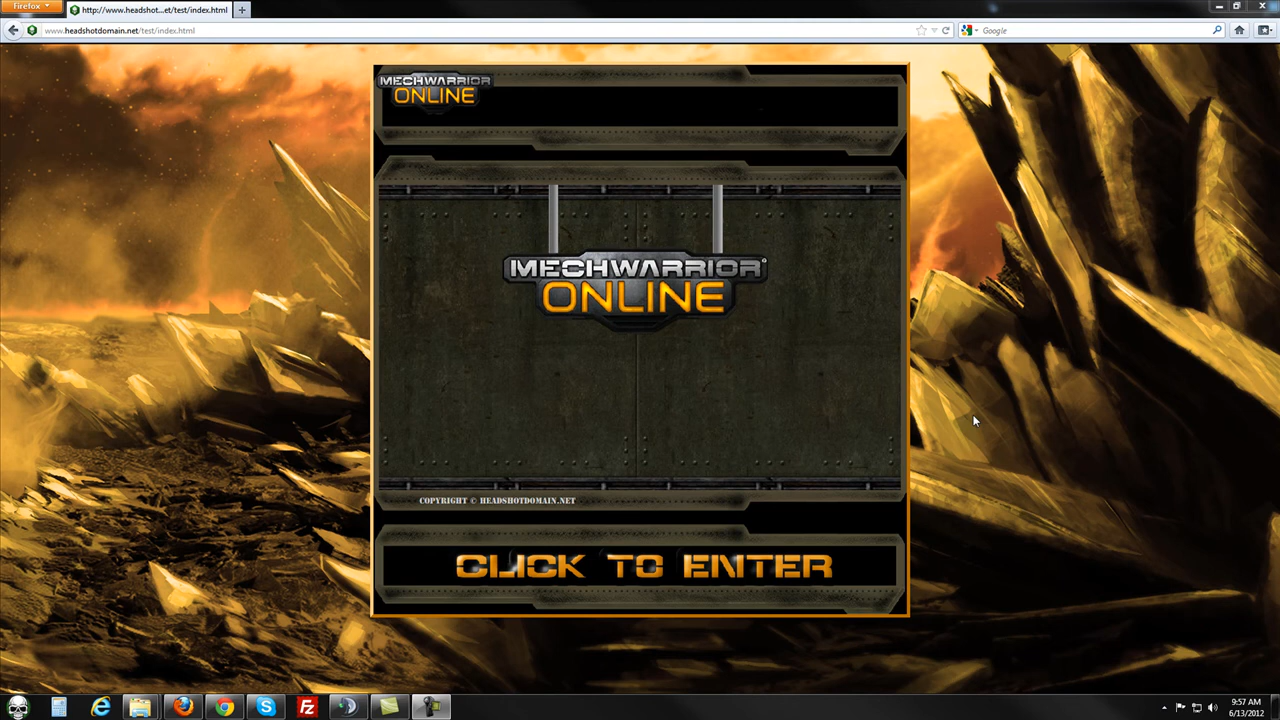 Firefox
http://www.headshot...et/test/index.html
www.headshotdomain.net/test/index.html
Google
MECHWARRIOR
ONLINE
MECHWARRIOR
ONLINE
COPYRIGHT © HEADSHOTDOMAIN.NET
CLICK TO ENTER
Fz
9:57 AM
6/13/2012